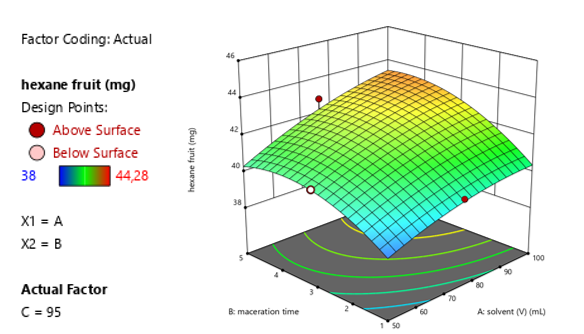 Factor Coding: Actual
hexane fruit (mg)
Design Points:
Above Surface
Below Surface
38 44,28
X1 = A
X2 = B
Actual Factor
C = 95
hexane fruit (mg)
46
44
42
40
38
5
4
3
2
1
B: maceration time
50
60
70
80
90
100
A: solvent (V) (mL)